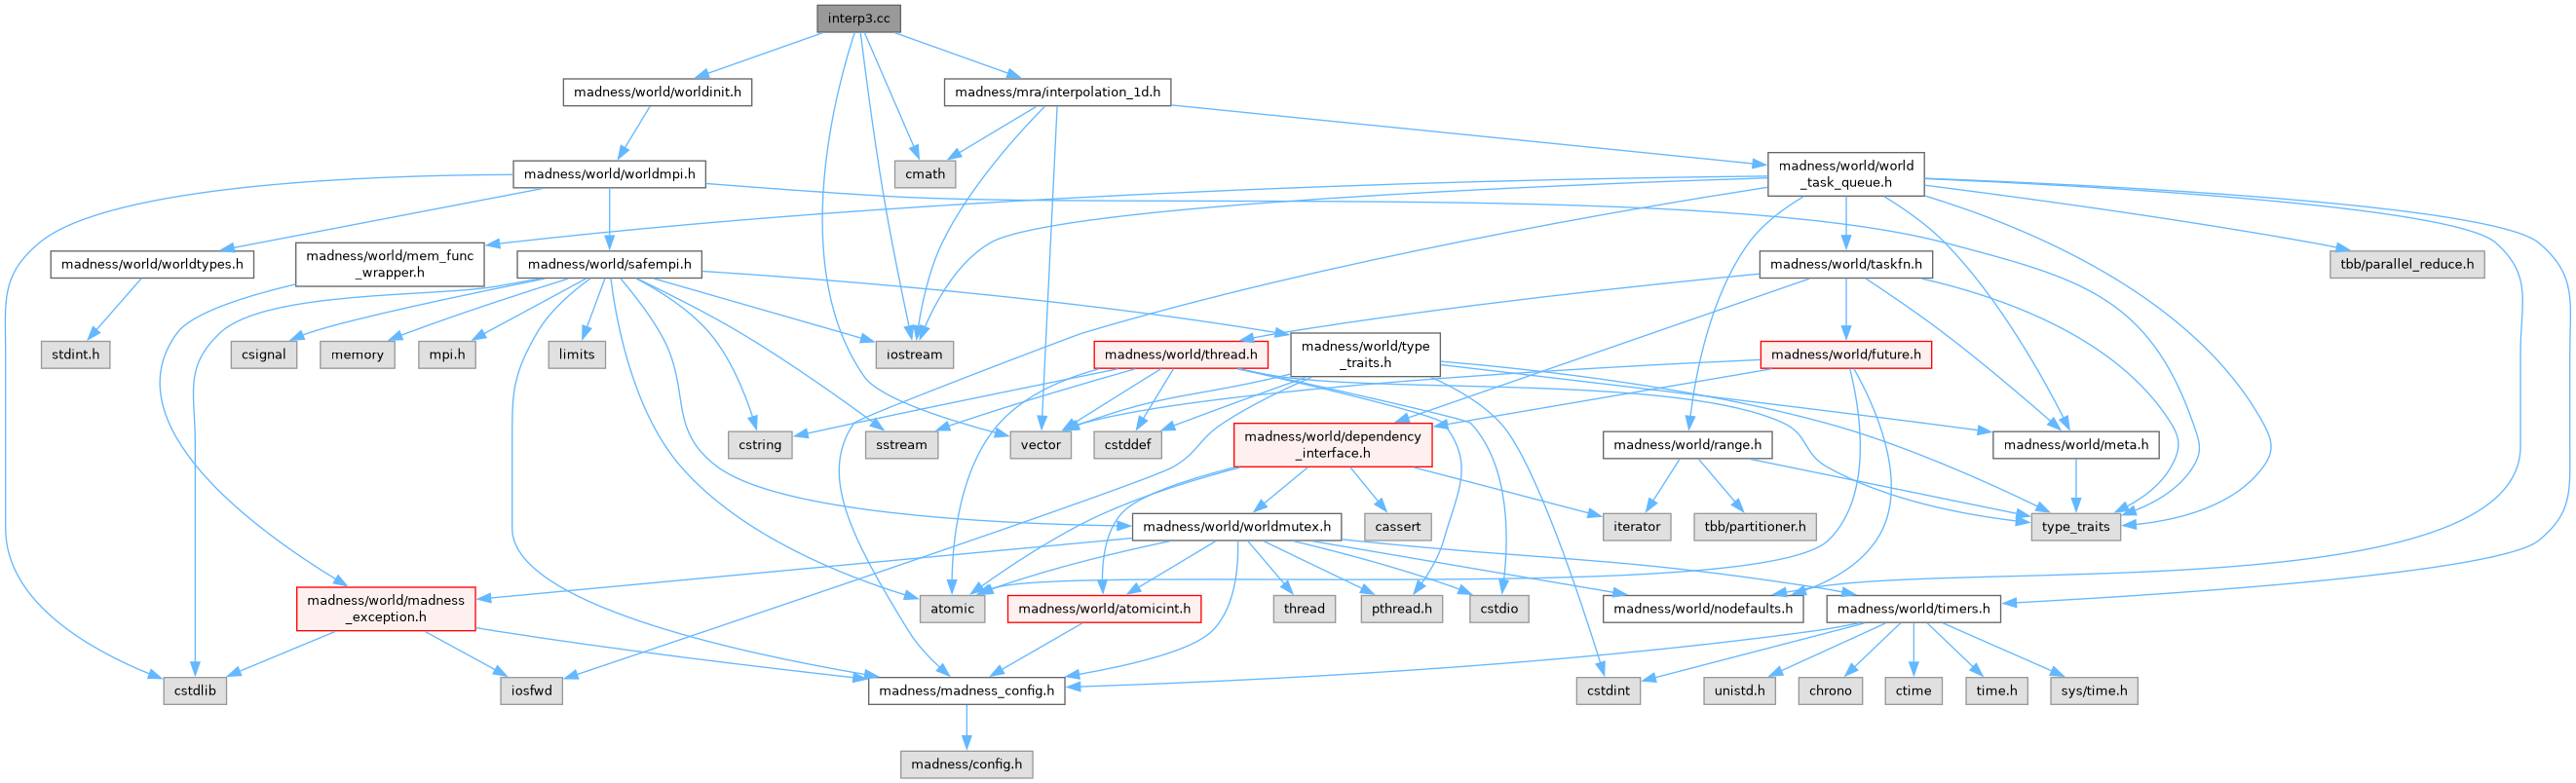 interp3.cc
madness/world/worldinit.h
madness/mra/interpolation_1d.h
madness/world/worldmpi.h
cmath
madness/world/world
_task_queue.h
madness/world/worldtypes.h
madness/world/mem_func
_wrapper.h
madness/world/safempi.h
madness/world/taskfn.h
tbb/parallel_reduce.h
stdint.h
csignal
memory
mpi.h
limits
iostream
madness/world/thread.h
madness/world/type
_traits.h
madness/world/future.h
cstring
sstream
vector
cstddef
madness/world/dependency
_interface.h
madness/world/range.h
madness/world/meta.h
madness/world/worldmutex.h
cassert
iterator
tbb/partitioner.h
type_traits
madness/world/madness
_exception.h
atomic
madness/world/atomicint.h
thread
pthread.h
cstdio
madness/world/nodefaults.h
madness/world/timers.h
cstdlib
iosfwd
madness/madness_config.h
cstdint
unistd.h
chrono
ctime
time.h
sys/time.h
madness/config.h